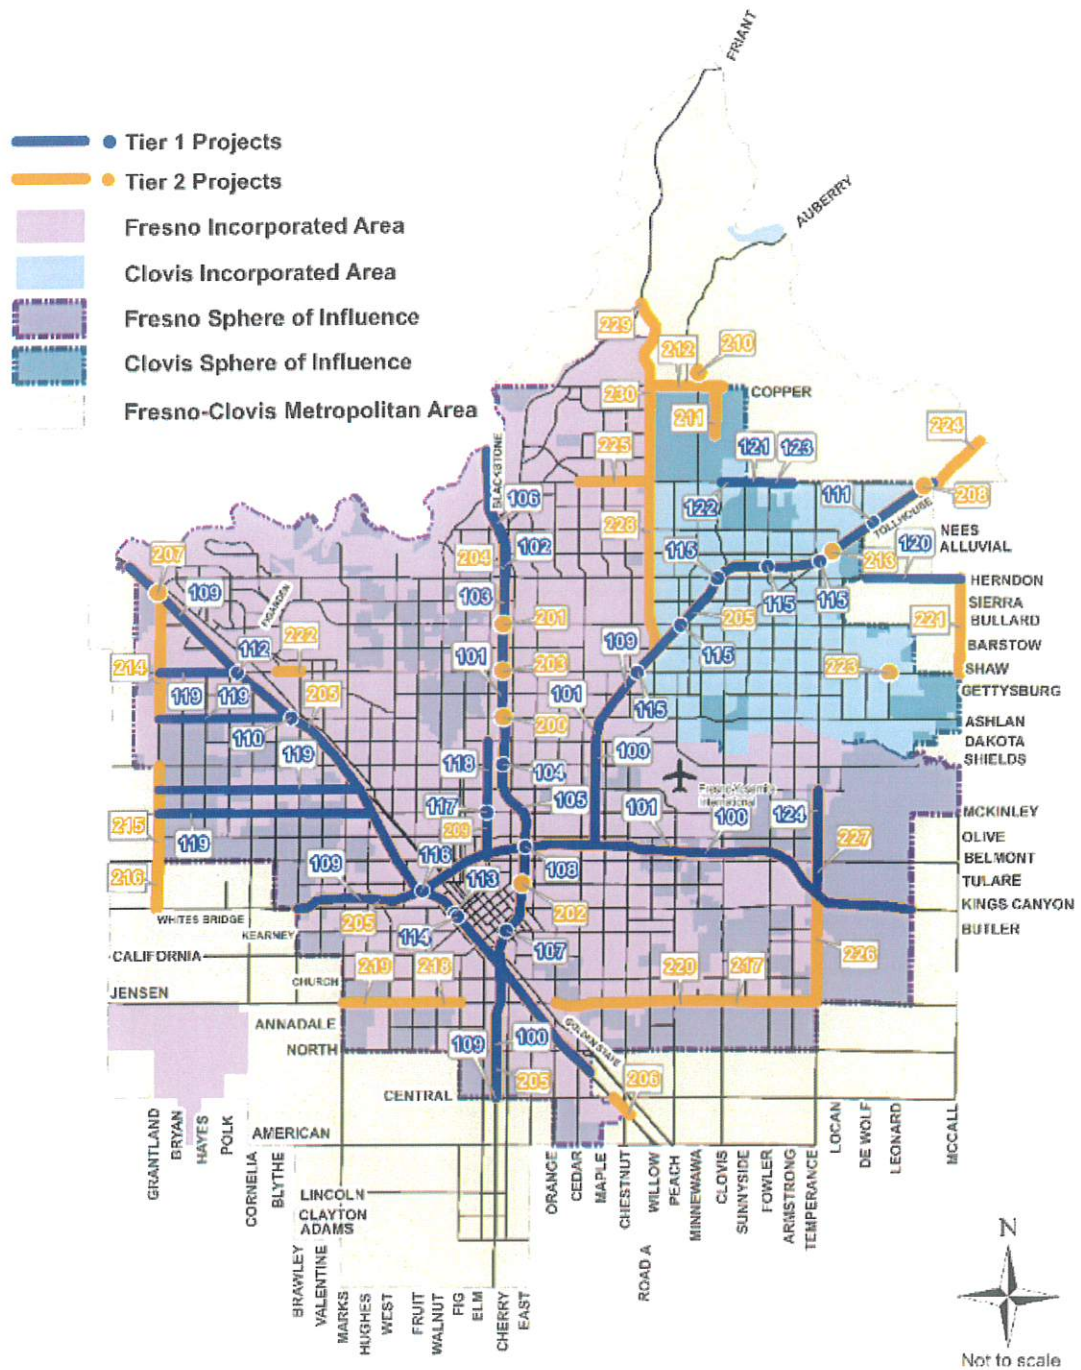 FRIANT
AUBERRY
Tier 1 Projects
Tier 2 Projects
Fresno Incorporated Area
Clovis Incorporated Area
Fresno Sphere of Influence
Clovis Sphere of Influence
Fresno-Clovis Metropolitan Area
229
212
210
COPPER
230
211
BLACKSTONE
225
121
123
224
106
122
111
208
228
TOLLHOUSE
NEES
ALLUVIAL
204
102
115
213
120
207
109
103
HERNDON
FIGARDEN
201
205
115
115
SIERRA
BULLARD
221
112
222
109
115
BARSTOW
214
101
203
223
SHAW
119
119
205
101
115
GETTYSBURG
200
110
ASHLAN
119
118
104
100
DAKOTA
SHIELDS
Fresno-Yosemite
International
105
117
101
100
124
MCKINLEY
215
209
119
OLIVE
116
108
227
BELMONT
216
109
113
TULARE
202
WHITES BRIDGE
205
KINGS CANYON
KEARNEY
114
107
BUTLER
CALIFORNIA
226
CHURCH
219
218
220
217
JENSEN
ANNADALE
GOLDEN STATE
NORTH
109
100
205
206
CENTRAL
AMERICAN
GRANTLAND
BRYAN
HAYES
POLK
CORNELIA
BLYTHE
LINCOLN
CLAYTON
ADAMS
BRAWLEY
VALENTINE
MARKS
HUGHES
WEST
FRUIT
WALNUT
FIG
ELM
CHERRY
EAST
ORANGE
CEDAR
MAPLE
CHESTNUT
WILLOW
PEACH
MINNEWAWA
CLOVIS
SUNNYSIDE
FOWLER
ARMSTRONG
TEMPERANCE
LOCAN
DE WOLF
LEONARD
MCCALL
ROAD A
N
Not to scale